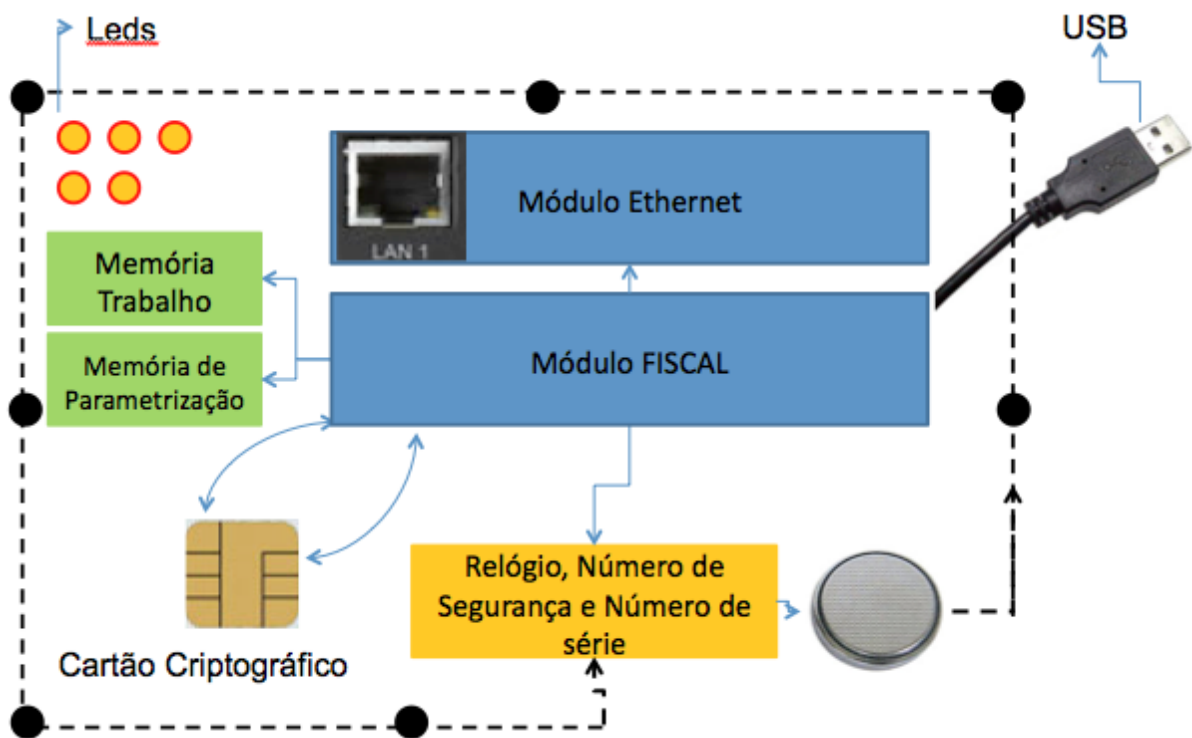 Leds
USB
Módulo Ethernet
LAN 1
Memória
Trabalho
Memória de
Parametrização
Módulo FISCAL
Relógio, Número de
Segurança e Número de
série
Cartão Criptográfico